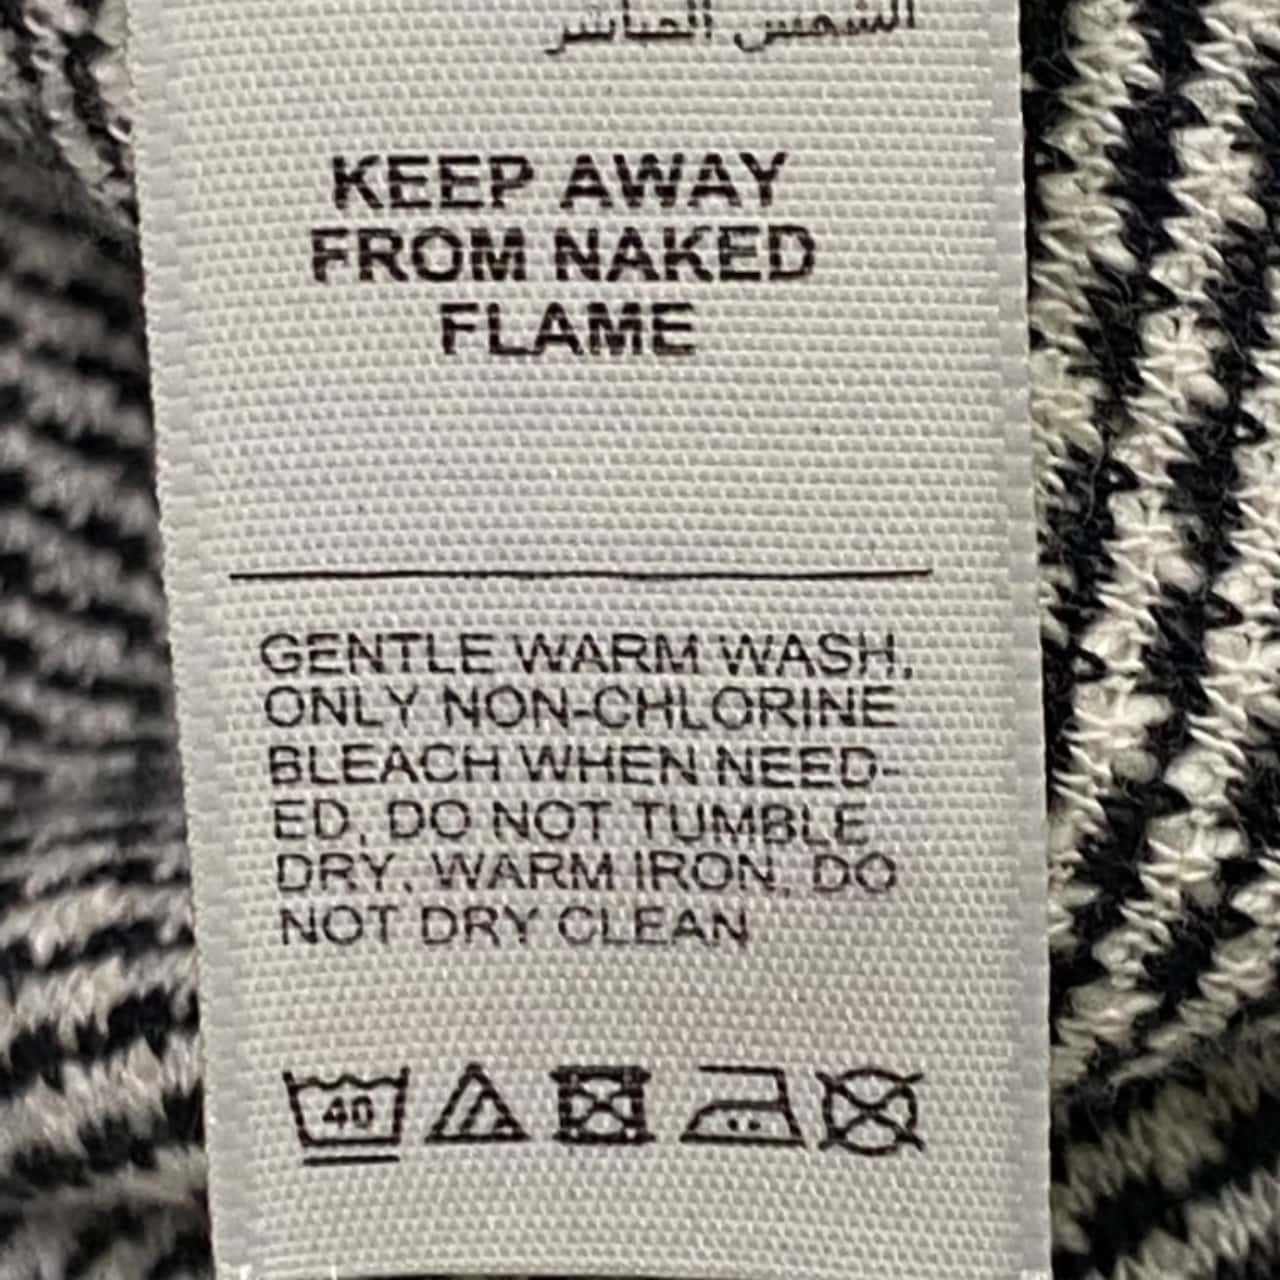 الشمس المباشر
KEEP AWAY
FROM NAKED
FLAME
GENTLE WARM WASH,
ONLY NON-CHLORINE
BLEACH WHEN NEED-
ED, DO NOT TUMBLE
DRY, WARM IRON, DO
NOT DRY CLEAN
40